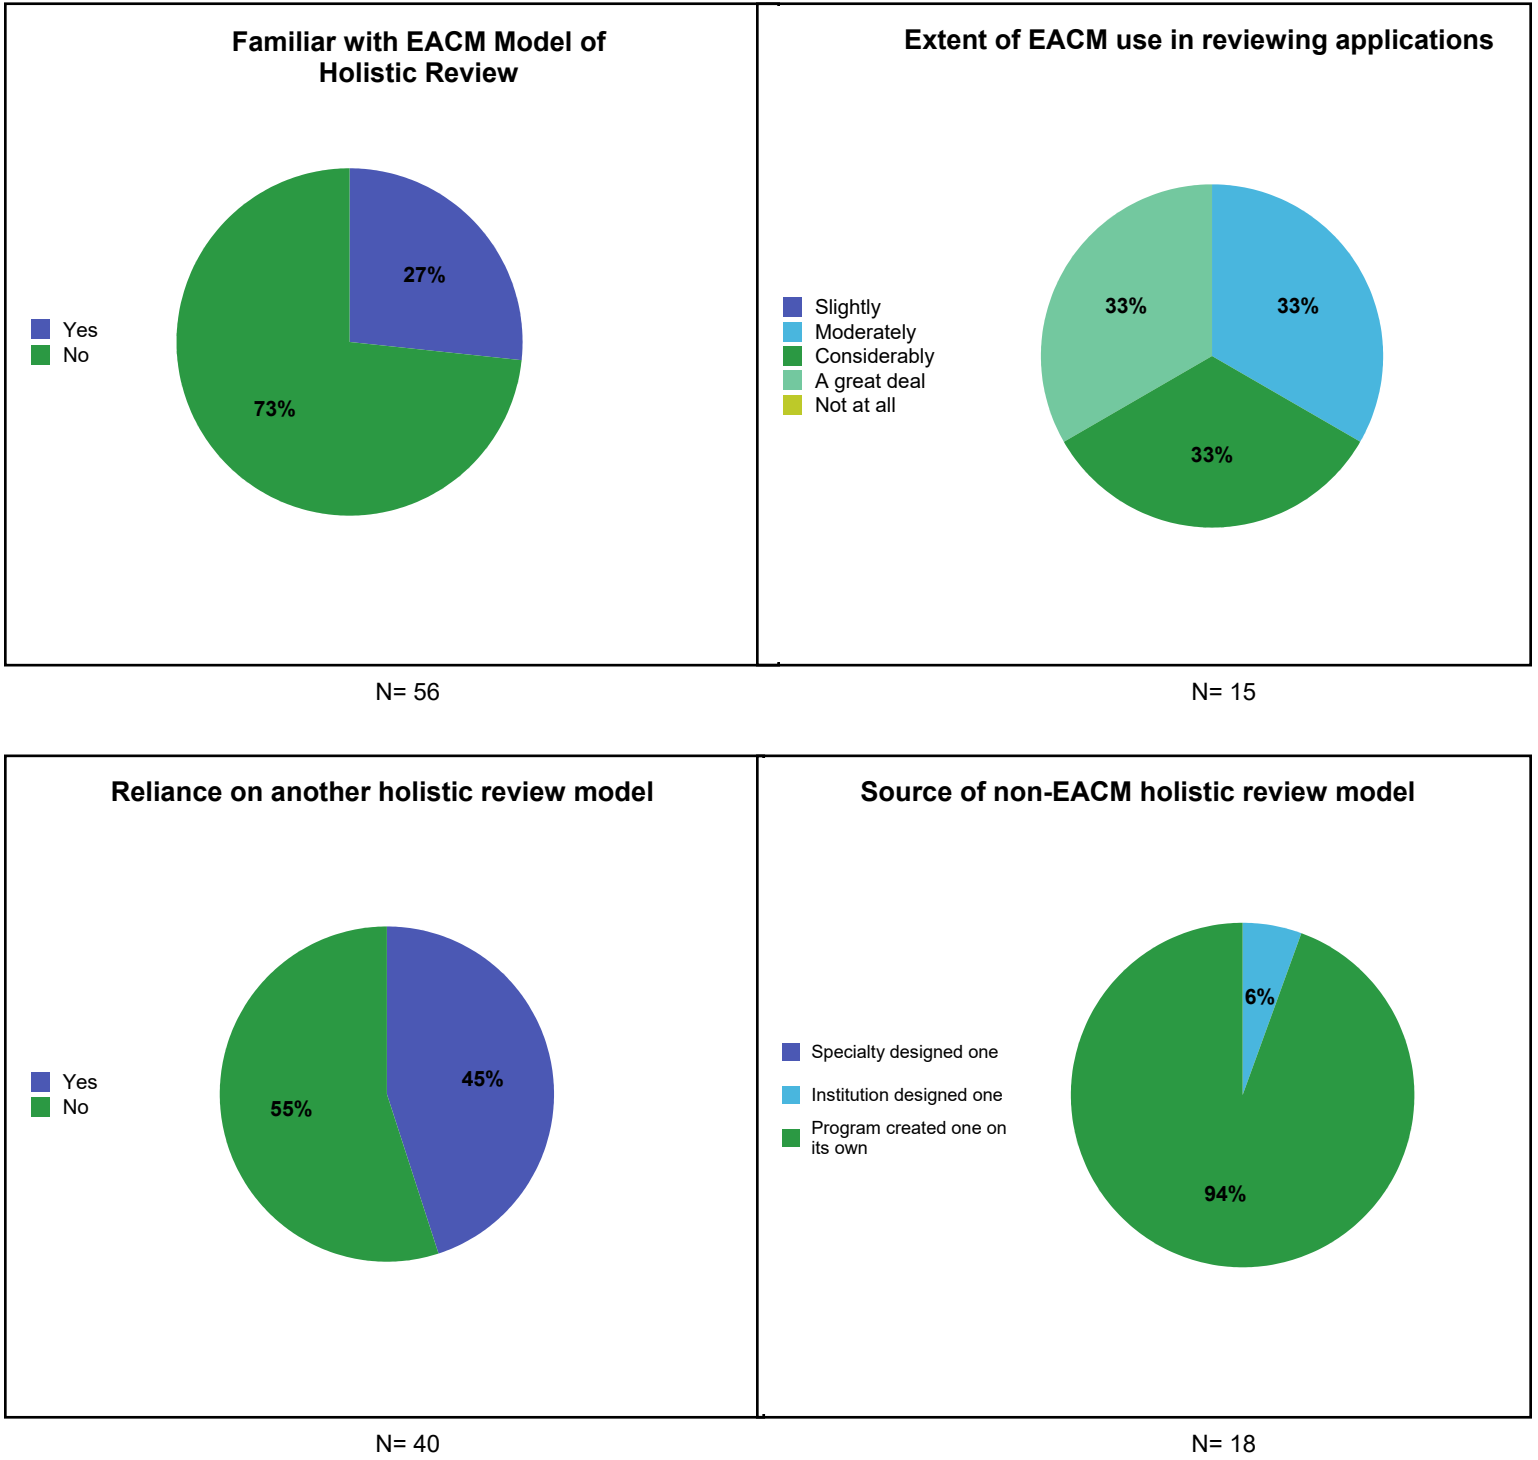 Familiar with EACM Model of
Holistic Review
27%
73%
Yes
No
N= 56
Extent of EACM use in reviewing applications
33%
33%
33%
Slightly
Moderately
Considerably
A great deal
Not at all
N= 15
Reliance on another holistic review model
45%
55%
Yes
No
N= 40
Source of non-EACM holistic review model
6%
94%
Specialty designed one
Institution designed one
Program created one on
its own
N= 18